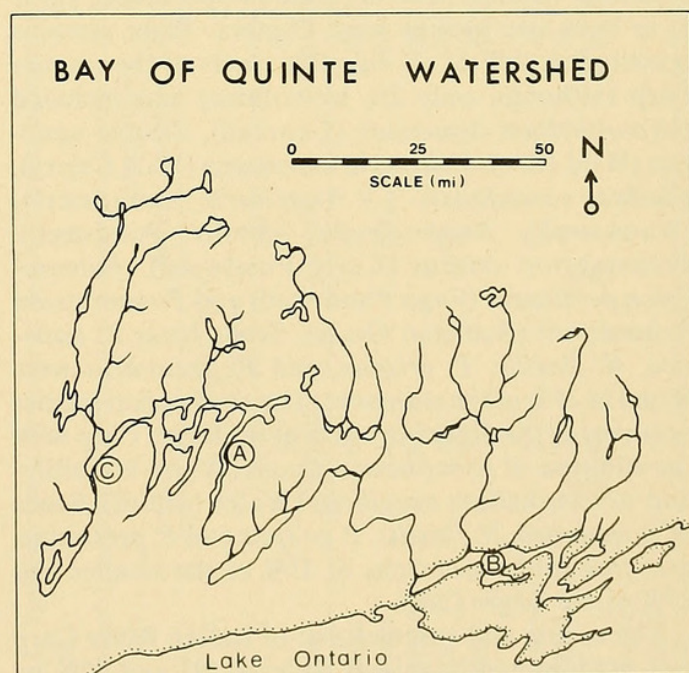 BAY OF QUINTE WATERSHED
0 25 50
SCALE (mi)
N
C
A
B
Lake Ontario